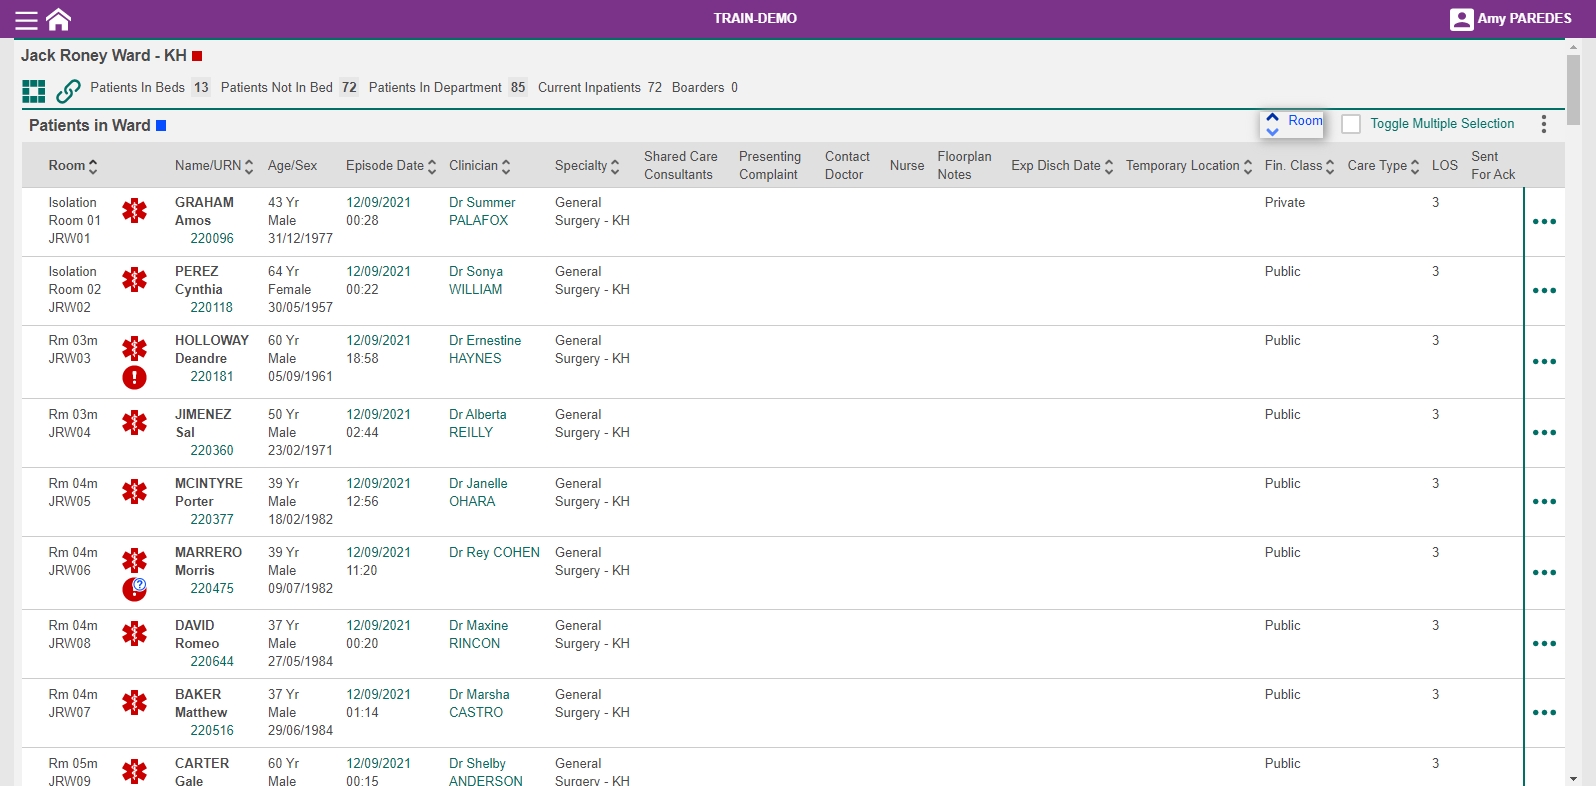 TRAIN-DEMO
Amy PAREDES
Jack Roney Ward - KH
Patients In Beds 13 Patients Not In Bed 72 Patients In Department 85 Current Inpatients 72 Boarders 0
Patients in Ward
Room
Toggle Multiple Selection
Room Name/URN Age/Sex Episode Date Clinician Specialty Shared Care Consultants Presenting Complaint Contact Doctor Nurse Floorplan Notes Exp Disch Date Temporary Location Fin. Class Care Type LOS Sent For Ack
Isolation GRAHAM 43 Yr 12/09/2021 Dr Summer General Private 3
Room 01 Amos Male 00:28 PALAFOX Surgery - KH
JRW01 220096 31/12/1977
Isolation PEREZ 64 Yr 12/09/2021 Dr Sonya General Public 3
Room 02 Cynthia Female 00:22 WILLIAM Surgery - KH
JRW02 220118 30/05/1957
Rm 03m HOLLOWAY 60 Yr 12/09/2021 Dr Ernestine General Public 3
JRW03 Deandre Male 18:58 HAYNES Surgery - KH
220181 05/09/1961
Rm 03m JIMENEZ 50 Yr 12/09/2021 Dr Alberta General Public 3
JRW04 Sal Male 02:44 REILLY Surgery - KH
220360 23/02/1971
Rm 04m MCINTYRE 39 Yr 12/09/2021 Dr Janelle General Public 3
JRW05 Porter Male 12:56 OHARA Surgery - KH
220377 18/02/1982
Rm 04m MARRERO 39 Yr 12/09/2021 Dr Rey COHEN General Public 3
JRW06 Morris Male 11:20 Surgery - KH
220475 09/07/1982
Rm 04m DAVID 37 Yr 12/09/2021 Dr Maxine General Public 3
JRW08 Romeo Male 00:20 RINCON Surgery - KH
220644 27/05/1984
Rm 04m BAKER 37 Yr 12/09/2021 Dr Marsha General Public 3
JRW07 Matthew Male 01:14 CASTRO Surgery - KH
220516 29/06/1984
Rm 05m CARTER 60 Yr 12/09/2021 Dr Shelby General Public 3
JRW09 Gale Male 00:15 ANDERSON Surgery - KH